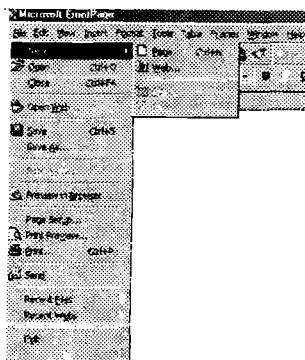 Microsoft FrontPage
File Edit View Insert Format Tools Table Frames Window Help
New
Page... Ctrl+N
Web...
Open Ctrl+O
Close Ctrl+F4
Open Web
Save Ctrl+S
Save As...
Preview in Browser
Page Setup...
Print Preview...
Print... Ctrl+P
Send
Recent Files
Recent Webs
Exit